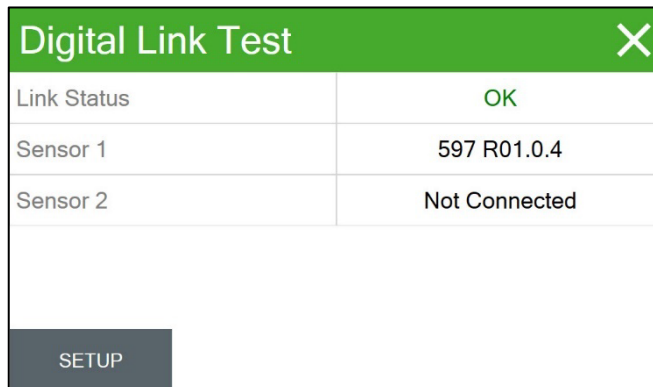 Digital Link Test
Link Status OK
Sensor 1 597 R01.0.4
Sensor 2 Not Connected
SETUP